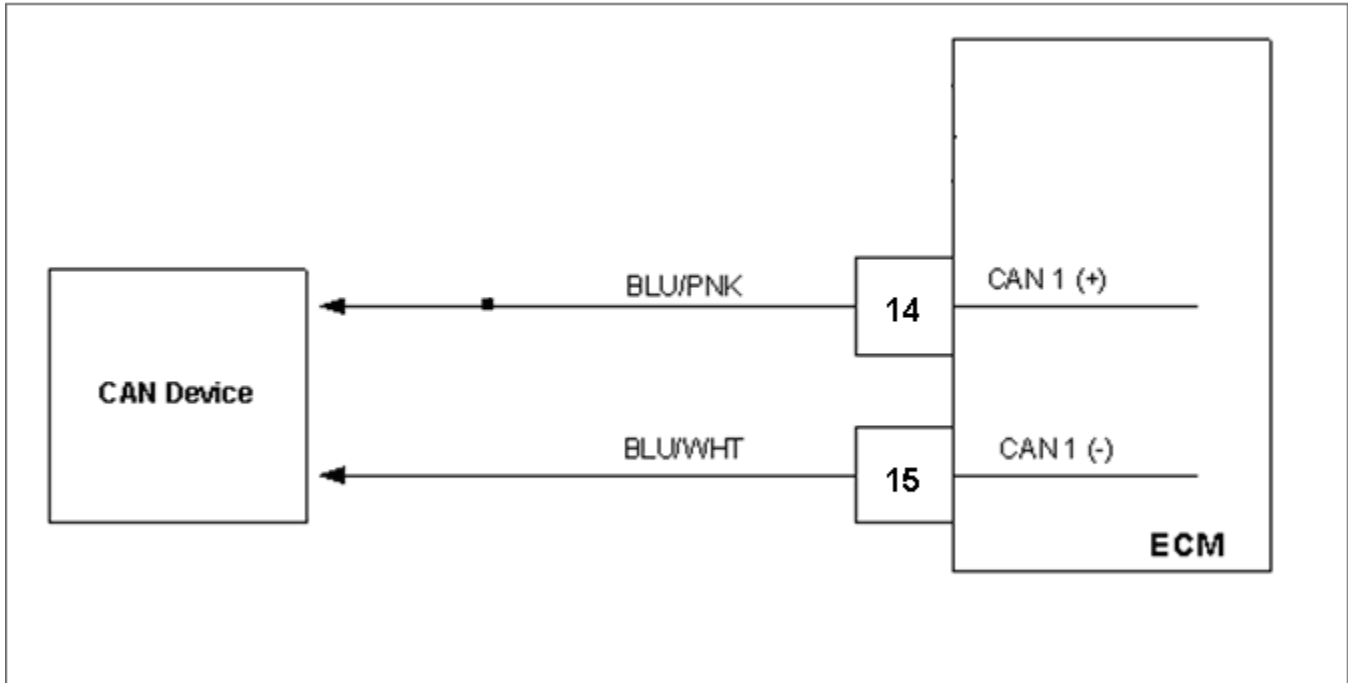 BLU/PNK
14
CAN 1 (+)
CAN Device
BLU/WHT
15
CAN 1 (-)
ECM